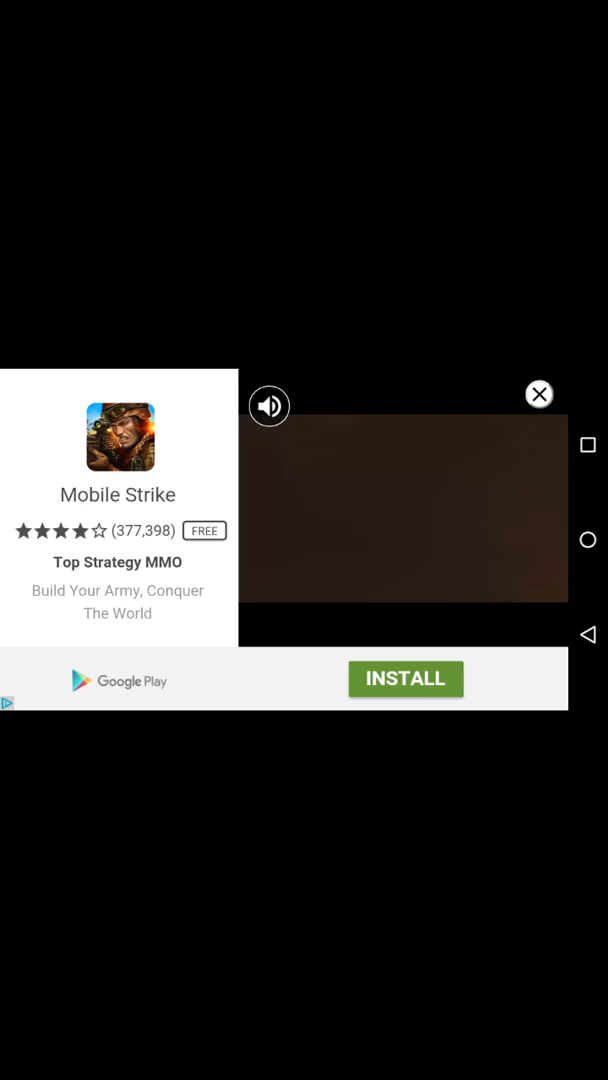 Mobile Strike
(377,398) FREE
Top Strategy MMO
Build Your Army, Conquer
The World
Google Play
INSTALL